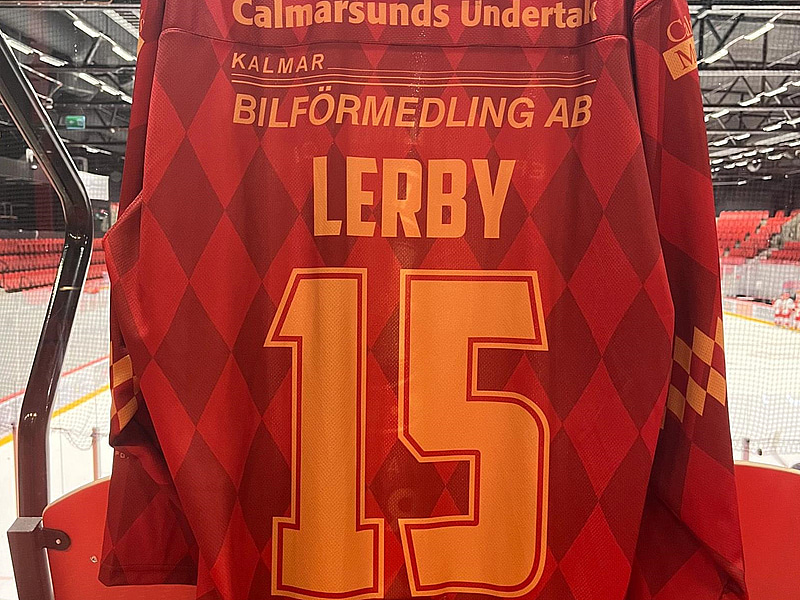 Calmarsunds Undertak
KALMAR
BILFÖRMEDLING AB
LERBY
15